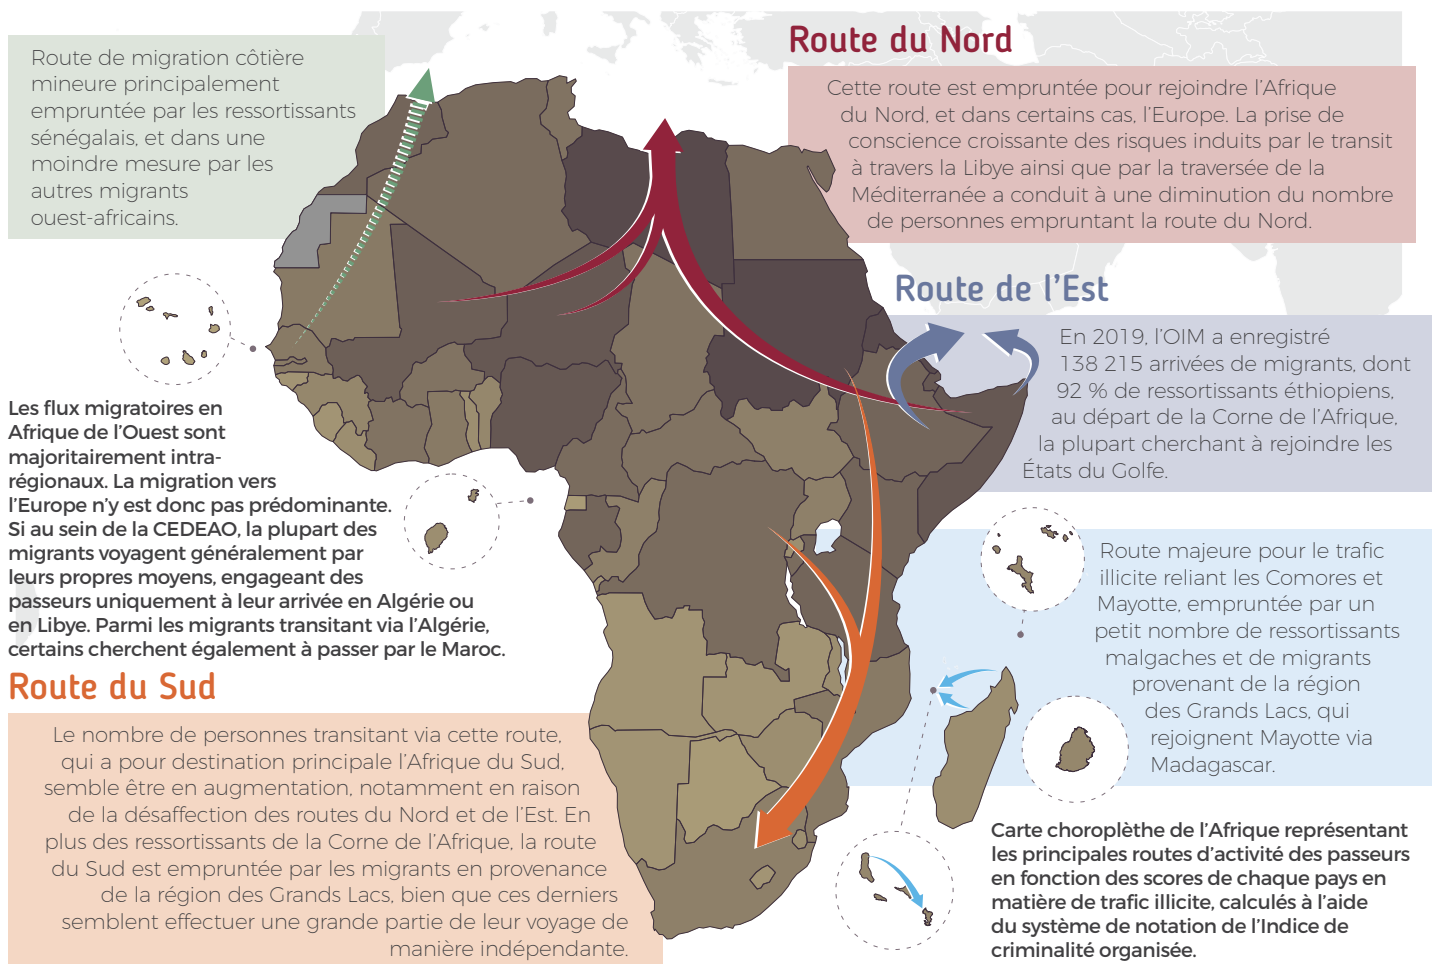 Route de migration côtière
mineure principalement
empruntée par les ressortissants
sénégalais, et dans une
moindre mesure par les
autres migrants
ouest-africains.
Route du Nord
Cette route est empruntée pour rejoindre l'Afrique
du Nord, et dans certains cas, l'Europe. La prise de
conscience croissante des risques induits par le transit
à travers la Libye ainsi que par la traversée de la
Méditerranée a conduit à une diminution du nombre
de personnes empruntant la route du Nord.
Route de l'Est
En 2019, l'OIM a enregistré
138 215 arrivées de migrants, dont
92 % de ressortissants éthiopiens,
au départ de la Corne de l'Afrique,
la plupart cherchant à rejoindre les
États du Golfe.
Les flux migratoires en
Afrique de l'Ouest sont
majoritairement intra-
régionaux. La migration vers
l'Europe n'y est donc pas prédominante.
Si au sein de la CEDEAO, la plupart des
migrants voyagent généralement par
leurs propres moyens, engageant des
passeurs uniquement à leur arrivée en Algérie ou
en Libye. Parmi les migrants transitant via l'Algérie,
certains cherchent également à passer par le Maroc.
Route majeure pour le trafic
illicite reliant les Comores et
Mayotte, empruntée par un
petit nombre de ressortissants
malgaches et de migrants
provenant de la région
des Grands Lacs, qui
rejoignent Mayotte via
Madagascar.
Route du Sud
Le nombre de personnes transitant via cette route,
qui a pour destination principale l'Afrique du Sud,
semble être en augmentation, notamment en raison
de la désaffection des routes du Nord et de l'Est. En
plus des ressortissants de la Corne de l'Afrique, la route
du Sud est empruntée par les migrants en provenance
de la région des Grands Lacs, bien que ces derniers
semblent effectuer une grande partie de leur voyage de
manière indépendante.
Carte choroplèthe de l'Afrique représentant
les principales routes d'activité des passeurs
en fonction des scores de chaque pays en
matière de trafic illicite, calculés à l'aide
du système de notation de l'Indice de
criminalité organisée.